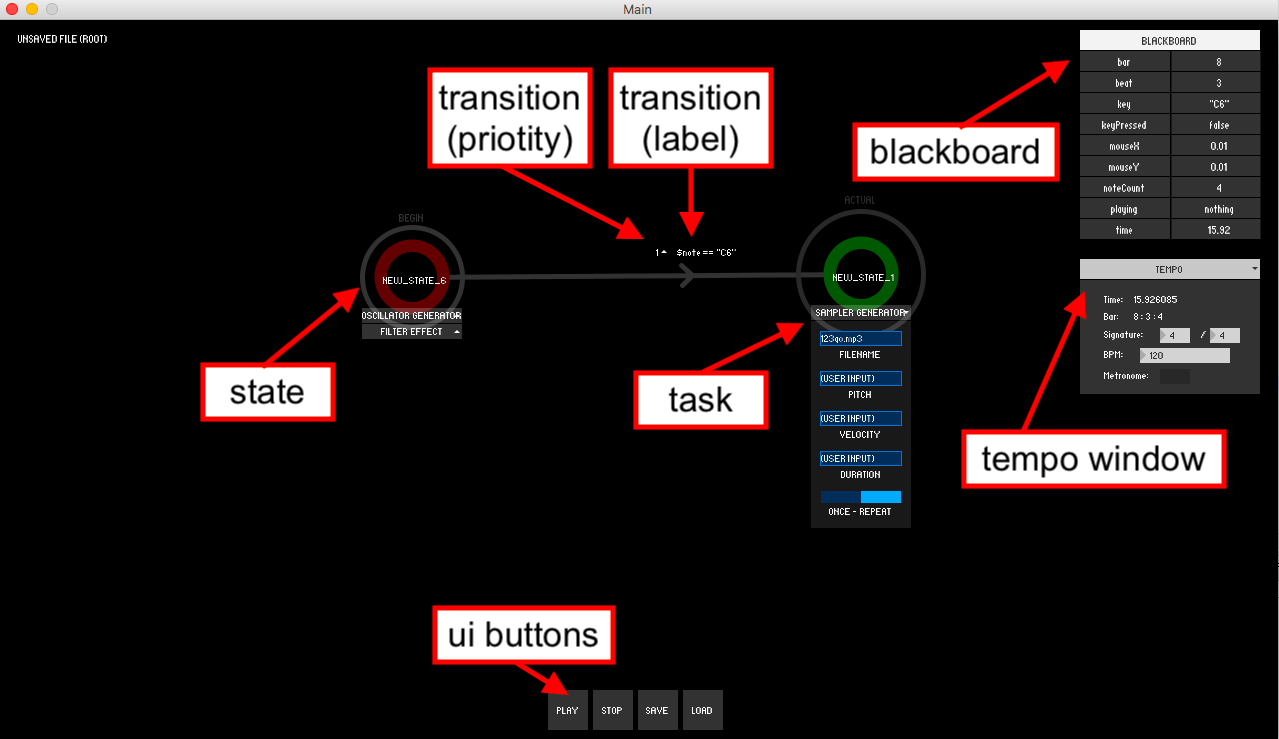 Main
UNSAVED FILE (ROOT)
BLACKBOARD
bar 8
beat 3
key "C6"
keyPressed false
mouseX 0.01
mouseY 0.01
noteCount 4
playing nothing
time 15.92
transition
(priotity)
transition
(label)
blackboard
BEGIN
ACTUAL
1 $note == "C6"
NEW_STATE_6
NEW_STATE_1
OSCILLATOR GENERATOR
FILTER EFFECT
SAMPLER GENERATOR
123go.mp3
FILENAME
(USER INPUT)
PITCH
(USER INPUT)
VELOCITY
(USER INPUT)
DURATION
ONCE - REPEAT
TEMPO
Time: 15.926085
Bar: 8 : 3 : 4
Signature: 4 / 4
BPM: 120
Metronome:
state
task
tempo window
ui buttons
PLAY STOP SAVE LOAD